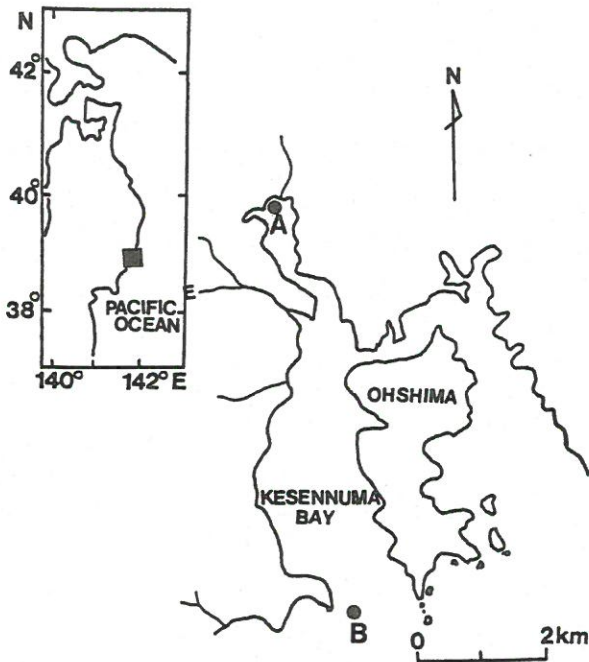 N
42°
40°
38°
PACIFIC
OCEAN
140°
142°E
N
A
E
OHSHIMA
KESENNUMA
BAY
B
0
2km